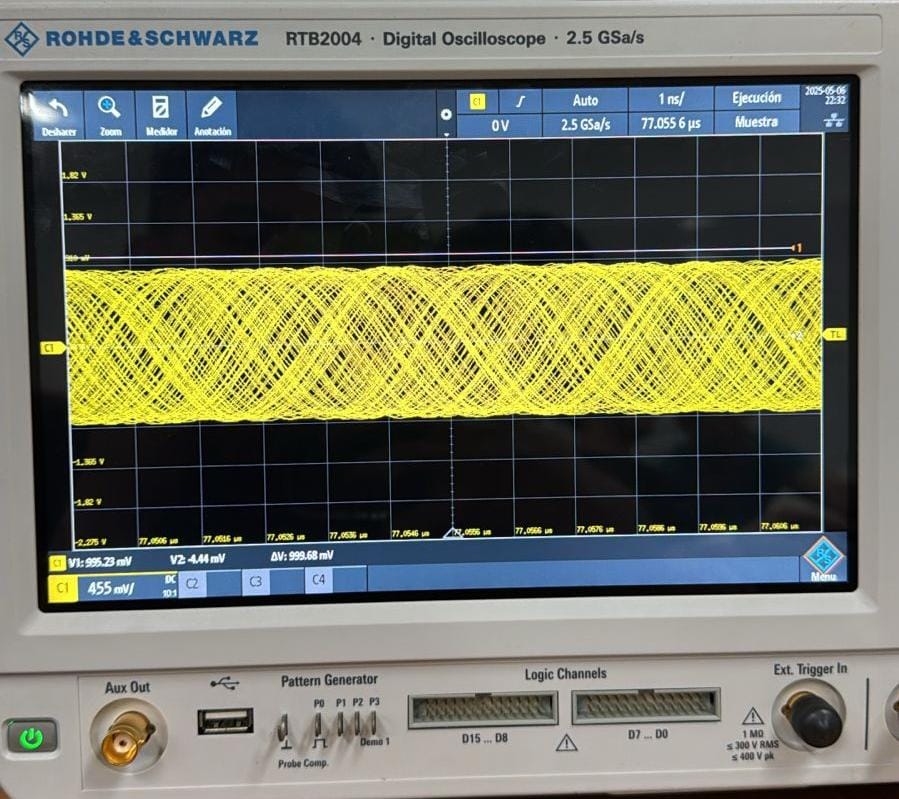 ROHDE & SCHWARZ RTB2004 · Digital Oscilloscope · 2.5 GSa/s
Deshacer Zoom Medidor Anotación
C1 Auto 1 ns/ Ejecución 2025-05-06
22:32
0 V 2.5 GSa/s 77.055 6 µs Muestra
1.82 V
1.365 V
910 mV
1
C1 TL
-1.365 V
-1.82 V
-2.275 V 77.0506 µs 77.0516 µs 77.0526 µs 77.0536 µs 77.0546 µs 77.0556 µs 77.0566 µs 77.0576 µs 77.0586 µs 77.0596 µs 77.0606 µs
C1 V1: 995.23 mV V2: -4.44 mV ΔV: 999.68 mV
C1 455 mV/ DC
10:1 C2 C3 C4 Menu
Aux Out Pattern Generator Logic Channels Ext. Trigger In
P0 P1 P2 P3
Demo 1
Probe Comp.
D15 ... D8 D7 ... D0
1 MΩ
≤ 300 V RMS
≤ 400 V pk